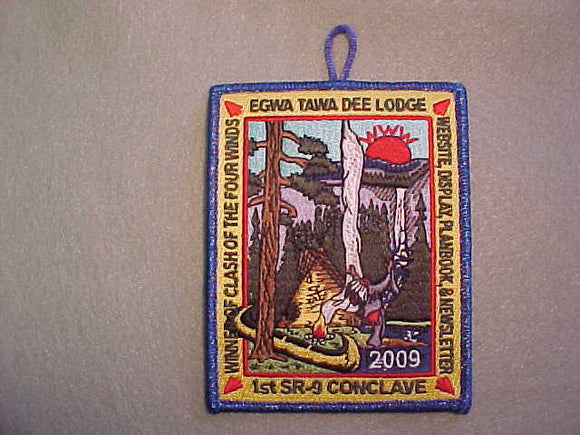 EGWA TAWA DEE LODGE
WINNER OF CLASH OF THE FOUR WINDS
WEBSITE, DISPLAY, PLANBOOK, & NEWSLETTER
2009
1st SR-9 CONCLAVE